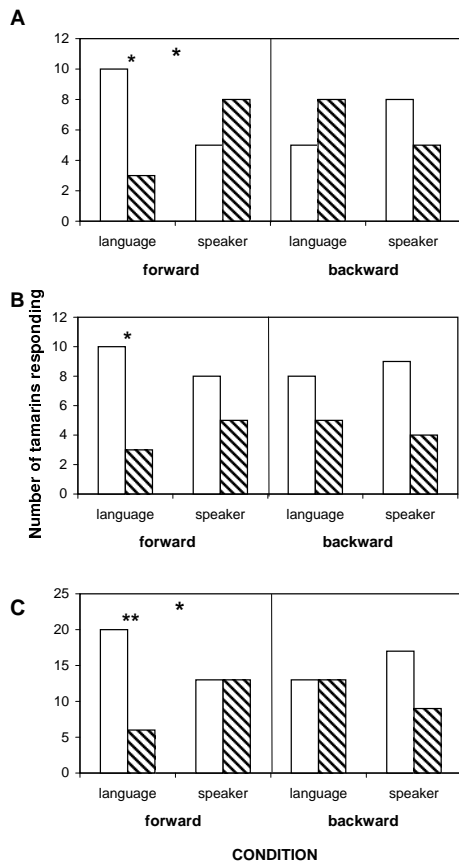 A
12
10
8
6
4
2
0
* *
language speaker language speaker
forward backward
B
Number of tamarins responding
12
10
8
6
4
2
0
*
language speaker language speaker
forward backward
C
25
20
15
10
5
0
** *
language speaker language speaker
forward backward
CONDITION